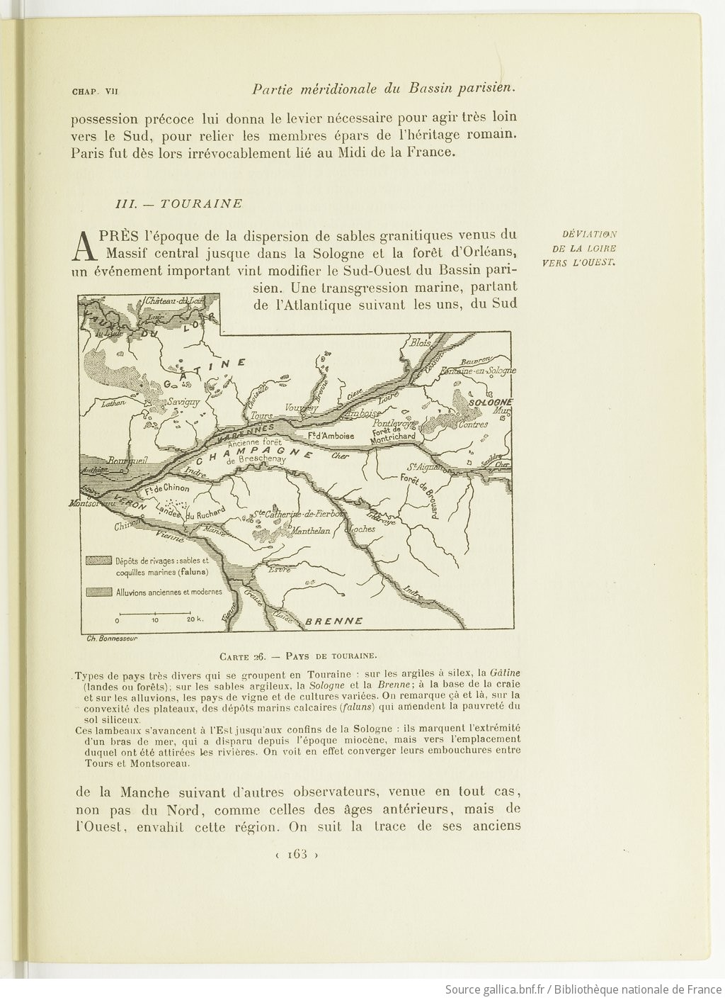 CHAP. VII
Partie méridionale du Bassin parisien.
possession précoce lui donna le levier nécessaire pour agir très loin
vers le Sud, pour relier les membres épars de l'héritage romain.
Paris fut dès lors irrévocablement lié au Midi de la France.
III. — TOURAINE
APRÈS l'époque de la dispersion de sables granitiques venus du
Massif central jusque dans la Sologne et la forêt d'Orléans,
un événement important vint modifier le Sud-Ouest du Bassin pari-
sien. Une transgression marine, partant
de l'Atlantique suivant les uns, du Sud
DÉVIATION
DE LA LOIRE
VERS L'OUEST.
Château-du-Loir
Loir
VAUX DU LOIR
du Lude
GÂTINE
Blois
Cosson
Beuvron
Fontaine-en-Sologne
SOLOGNE
Mur
Lathan
Savigny
Choisille
Brenne
Cisse
Loire
Vouvray
Tours
Amboise
Pontlevoy
Contres
VARENNES
Ft d'Amboise
Forêt de
Montrichard
Ancienne forêt
CHAMPAGNE
de Breschenay
Cher
St Aignan
Sauldre
Cher
Bourgueil
Authion
Indre
Ft de Chinon
Forêt de Brouard
Montsoreau
VERON
Landes du Ruchard
Ste Catherine-de-Fierbois
Chinon
Manse
Manthelan
Loches
Indroye
Vienne
Dépôts de rivages : sables et
coquilles marines (faluns)
Esvre
Alluvions anciennes et modernes
Creuse
Indre
0 10 20 k.
Vienne
Claise
BRENNE
Ch. Bonnesseur
CARTE 26. — PAYS DE TOURAINE.
Types de pays très divers qui se groupent en Touraine : sur les argiles à silex, la Gâtine
(landes ou forêts); sur les sables argileux, la Sologne et la Brenne; à la base de la craie
et sur les alluvions, les pays de vigne et de cultures variées. On remarque çà et là, sur la
convexité des plateaux, des dépôts marins calcaires (faluns) qui amendent la pauvreté du
sol siliceux.
Ces lambeaux s'avancent à l'Est jusqu'aux confins de la Sologne : ils marquent l'extrémité
d'un bras de mer, qui a disparu depuis l'époque miocène, mais vers l'emplacement
duquel ont été attirées les rivières. On voit en effet converger leurs embouchures entre
Tours et Montsoreau.
de la Manche suivant d'autres observateurs, venue en tout cas,
non pas du Nord, comme celles des âges antérieurs, mais de
l'Ouest, envahit cette région. On suit la trace de ses anciens
‹ 163 ›
Source gallica.bnf.fr / Bibliothèque nationale de France